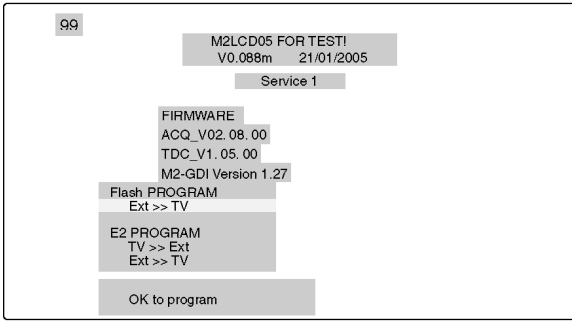 99
M2LCD05 FOR TEST!
V0.088m 21/01/2005
Service 1
FIRMWARE
ACQ_V02. 08. 00
TDC_V1. 05. 00
M2-GDI Version 1.27
Flash PROGRAM
Ext >> TV
E2 PROGRAM
TV >> Ext
Ext >> TV
OK to program